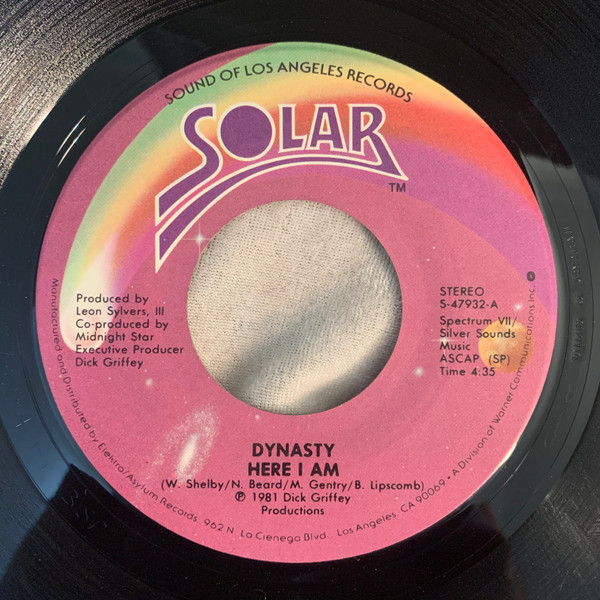 SOUND OF LOS ANGELES RECORDS
SOLAR
TM
Produced by
Leon Sylvers, III
Co-produced by
Midnight Star
Executive Producer
Dick Griffey
STEREO
S-47932-A
Spectrum VII/
Silver Sounds
Music
ASCAP (SP)
Time 4:35
DYNASTY
HERE I AM
(W. Shelby/N. Beard/M. Gentry/B. Lipscomb)
℗ 1981 Dick Griffey
Productions
Manufactured and Distributed by Elektra/Asylum Records, 962 N. La Cienega Blvd., Los Angeles, CA 90069 • A Division of Warner Communications Inc.